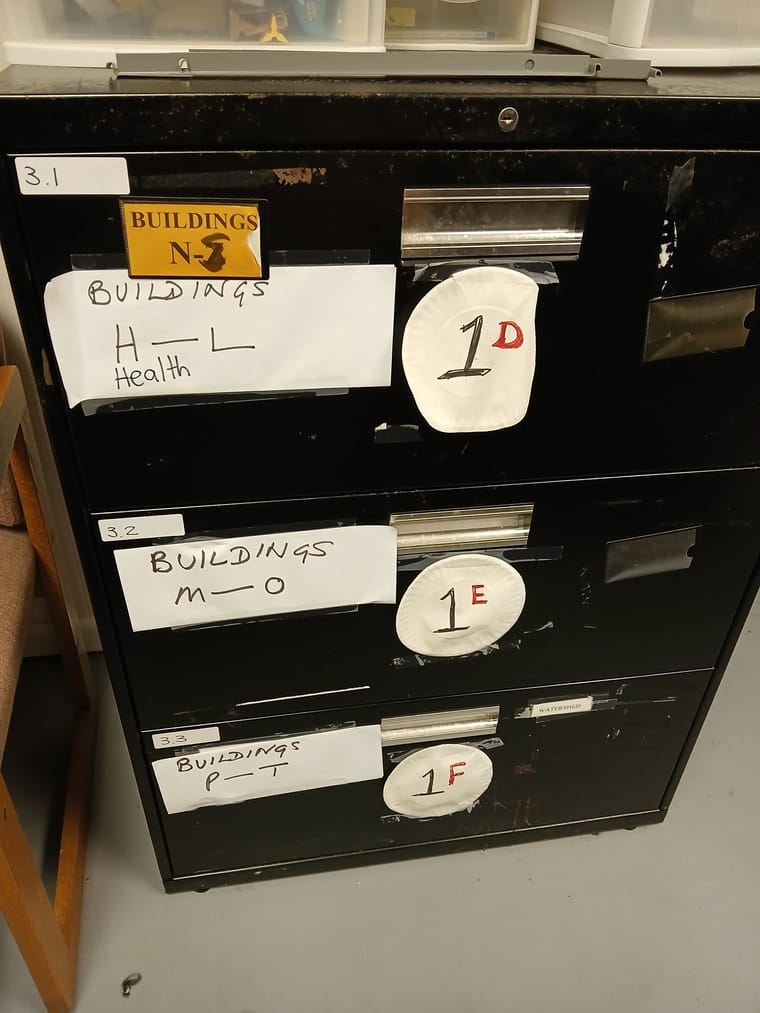 3.1
BUILDINGS
N-
BUILDINGS
H — L
Health
1D
3.2
BUILDINGS
M — O
1E
3.3
BUILDINGS
P — T
1F
WATERSHED